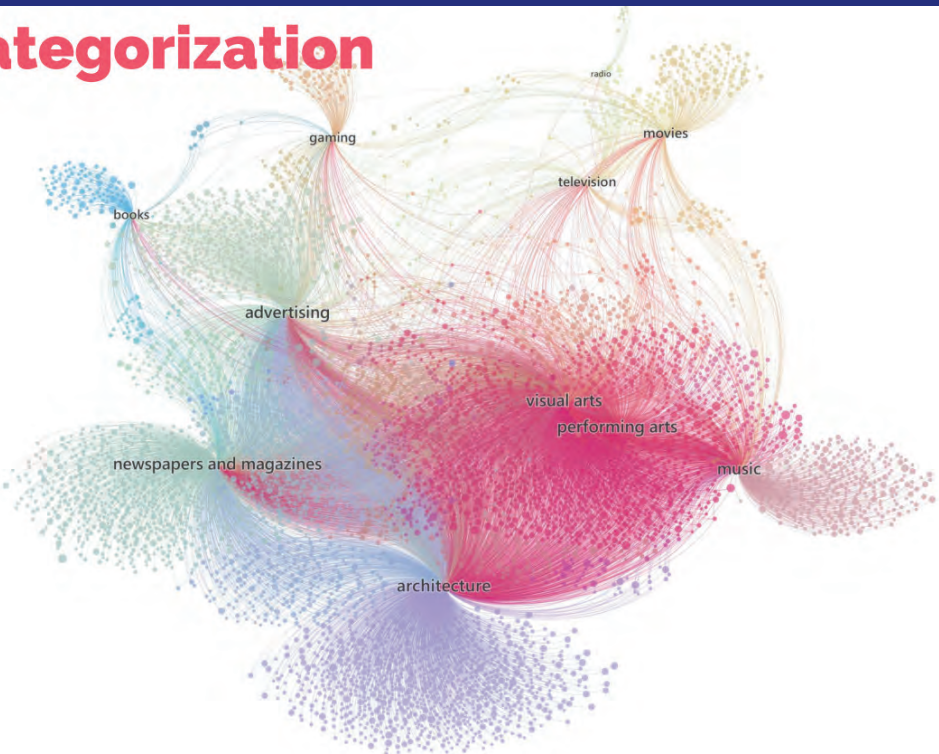 ategorization
radio
gaming
movies
television
books
advertising
visual arts
performing arts
newspapers and magazines
music
architecture